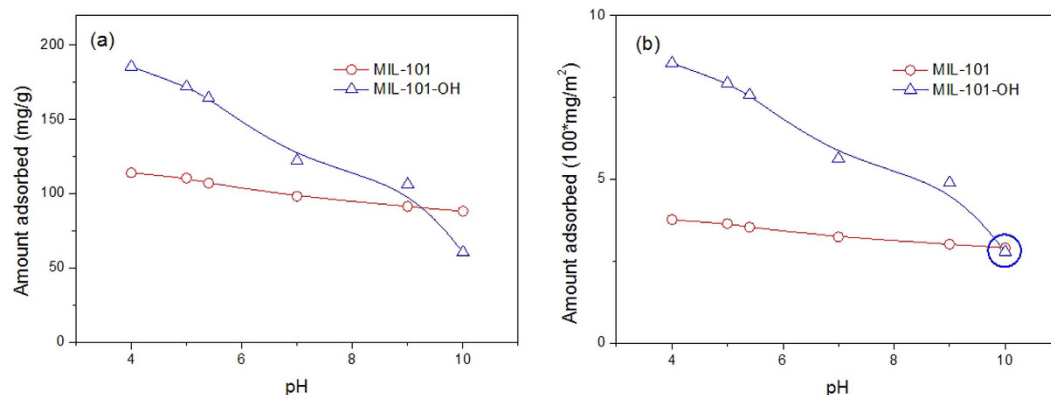 (a)
MIL-101
MIL-101-OH
Amount adsorbed (mg/g)
200
150
100
50
0
4 6 8 10
pH
(b)
MIL-101
MIL-101-OH
Amount adsorbed (100*mg/m²)
10
5
0
4 6 8 10
pH